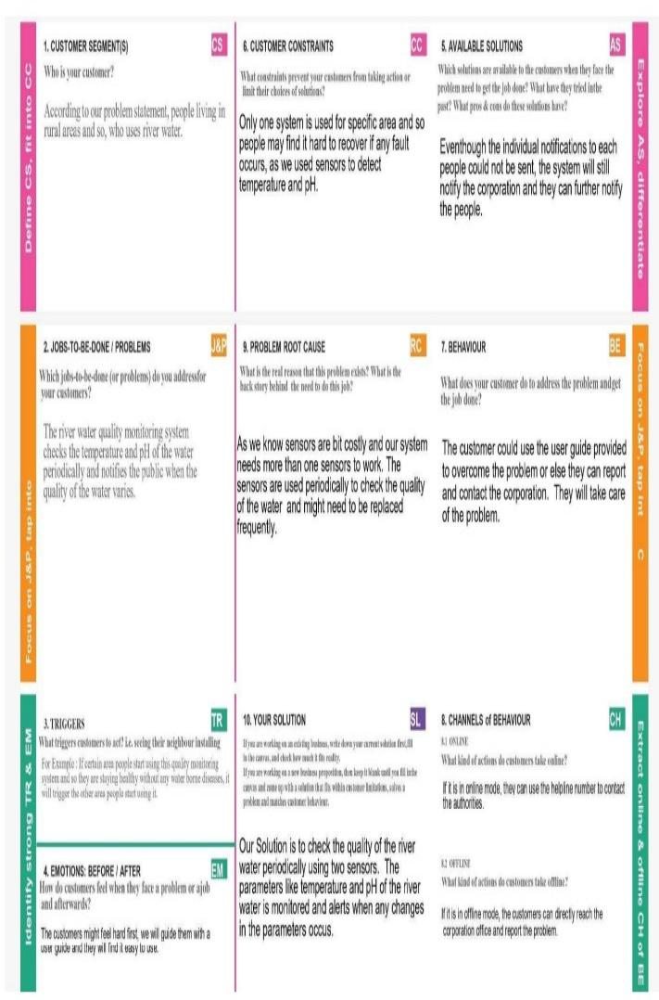 Define CS, fit into CC
1. CUSTOMER SEGMENT(S)
CS
Who is your customer?
According to our problem statement, people living in
rural areas and so, who uses river water.
6. CUSTOMER CONSTRAINTS
CC
What constraints prevent your customers from taking action or
limit their choices of solutions?
Only one system is used for specific area and so
people may find it hard to recover if any fault
occurs, as we used sensors to detect
temperature and pH.
5. AVAILABLE SOLUTIONS
AS
Which solutions are available to the customers when they face the
problem need to get the job done? What have they tried inthe
past? What pros & cons do these solutions have?
Eventhough the individual notifications to each
people could not be sent, the system will still
notify the corporation and they can further notify
the people.
Explore AS, differentiate
Focus on J&P, tap into
2. JOBS-TO-BE-DONE / PROBLEMS
J&P
Which jobs-to-be-done (or problems) do you addressfor
your customers?
The river water quality monitoring system
checks the temperature and pH of the water
periodically and notifies the public when the
quality of the water varies.
9. PROBLEM ROOT CAUSE
RC
What is the real reason that this problem exists? What is the
back story behind the need to do this job?
As we know sensors are bit costly and our system
needs more than one sensors to work. The
sensors are used periodically to check the quality
of the water and might need to be replaced
frequently.
7. BEHAVIOUR
BE
What does your customer do to address the problem andget
the job done?
The customer could use the user guide provided
to overcome the problem or else they can report
and contact the corporation. They will take care
of the problem.
Focus on J&P, tap int C
Identify strong TR & EM
3. TRIGGERS
TR
What triggers customers to act? i.e. seeing their neighbour installing
For Example : If certain area people start using this quality monitoring
system and so they are staying healthy without any water borne diseases, it
will trigger the other area people start using it.
4. EMOTIONS: BEFORE / AFTER
EM
How do customers feel when they face a problem or ajob
and afterwards?
The customers might feel hard first, we will guide them with a
user guide and they will find it easy to use.
10. YOUR SOLUTION
SL
If you are working on an existing business, write down your current solution first, fill
in the canvas, and check how much it fits reality.
If you are working on a new business proposition, then keep it blank until you fill inthe
canvas and come up with a solution that fits within customer limitations, solves a
problem and matches customer behaviour.
Our Solution is to check the quality of the river
water periodically using two sensors. The
parameters like temperature and pH of the river
water is monitored and alerts when any changes
in the parameters occus.
8. CHANNELS of BEHAVIOUR
CH
8.1 ONLINE
What kind of actions do customers take online?
If it is in online mode, they can use the helpline number to contact
the authorities.
8.2 OFFLINE
What kind of actions do customers take offline?
If it is in offline mode, the customers can directly reach the
corporation office and report the problem.
Extract online & offline CH of BE